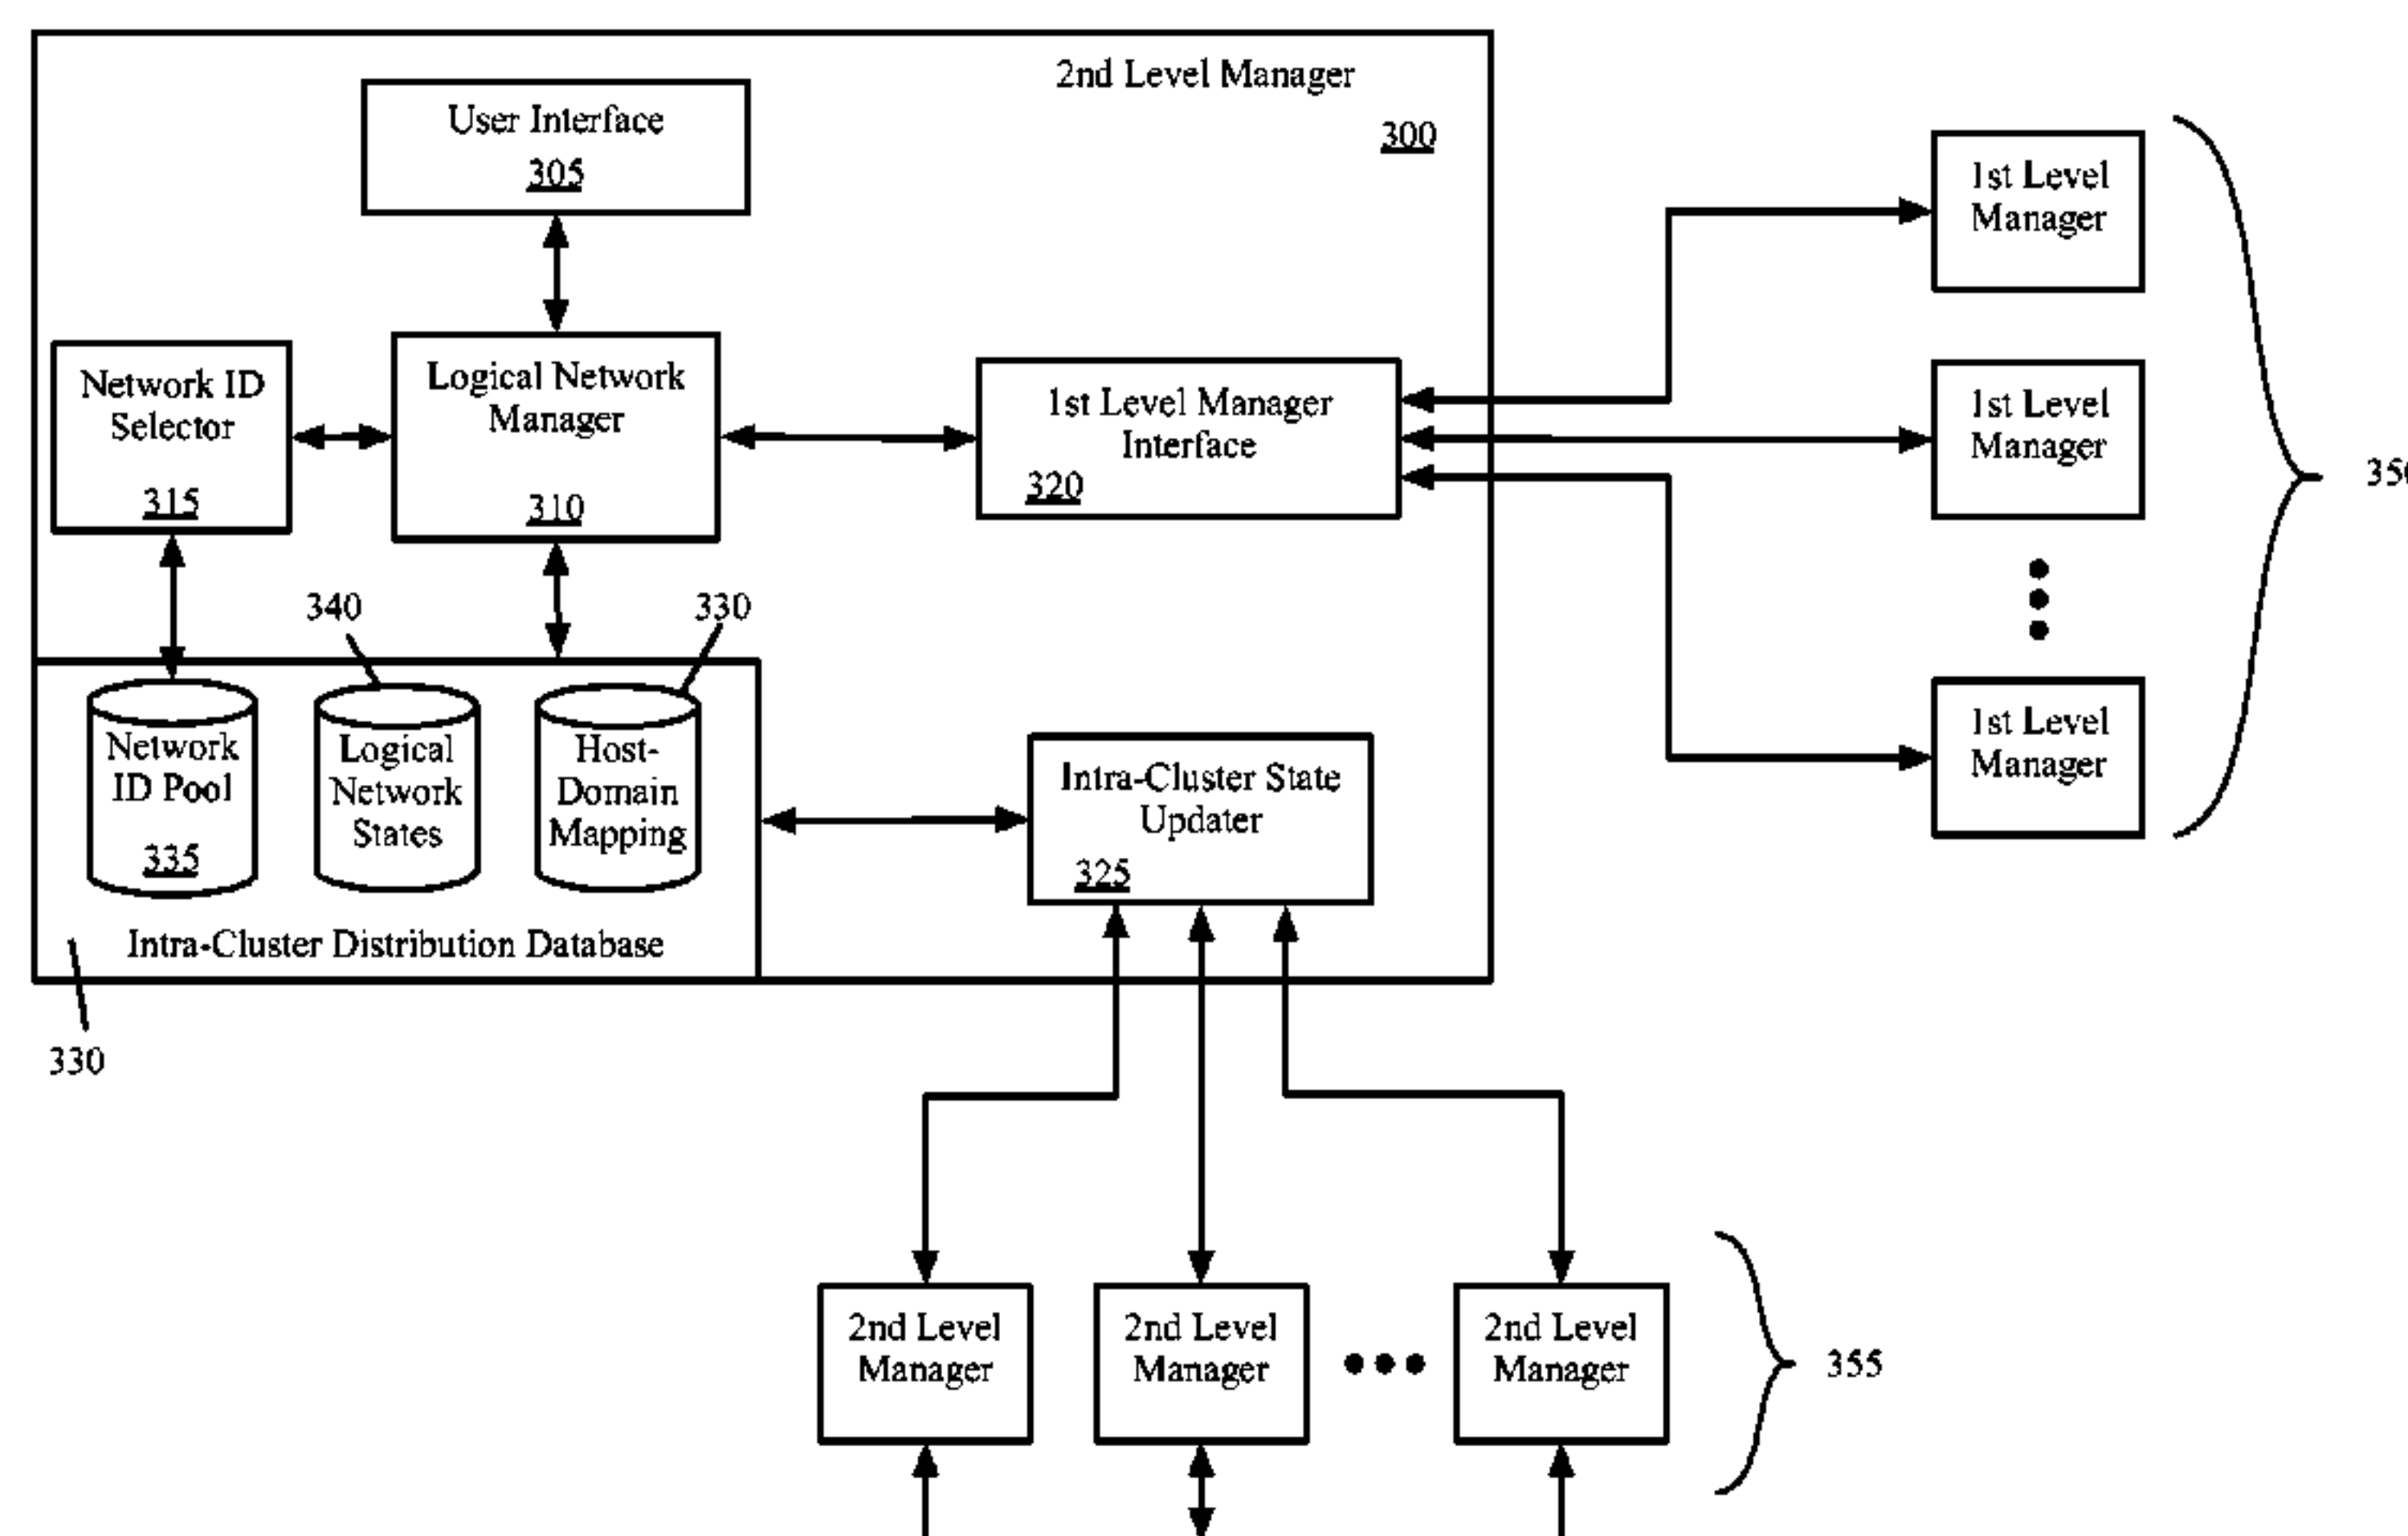 2nd Level Manager
300
User Interface
305
Network ID
Selector
315
Logical Network
Manager
310
1st Level Manager
Interface
320
1st Level
Manager
1st Level
Manager
1st Level
Manager
340
330
Network
ID Pool
335
Logical
Network
States
Host-
Domain
Mapping
Intra-Cluster Distribution Database
330
Intra-Cluster State
Updater
325
2nd Level
Manager
2nd Level
Manager
2nd Level
Manager
355